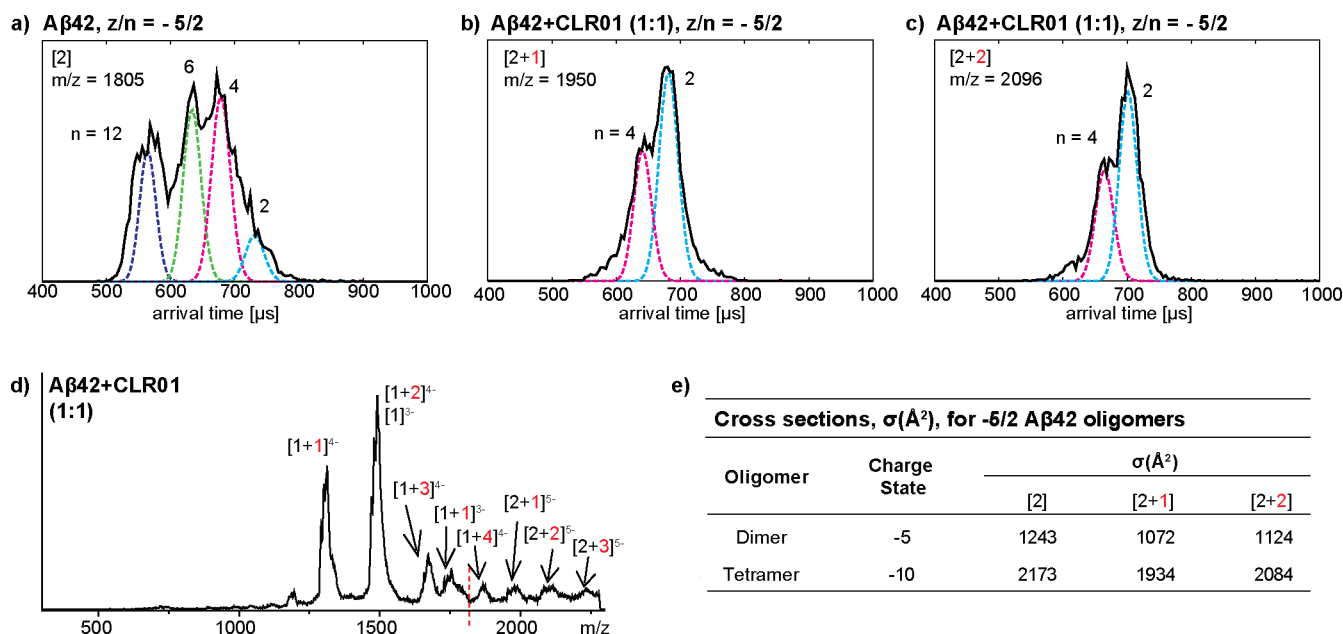 a) Aβ42, z/n = - 5/2
[2]
m/z = 1805
n = 12
6
4
2
400 500 600 700 800 900 1000
arrival time [µs]
b) Aβ42+CLR01 (1:1), z/n = - 5/2
[2+1]
m/z = 1950
n = 4
2
400 500 600 700 800 900 1000
arrival time [µs]
c) Aβ42+CLR01 (1:1), z/n = - 5/2
[2+2]
m/z = 2096
n = 4
2
400 500 600 700 800 900 1000
arrival time [µs]
d) Aβ42+CLR01
(1:1)
[1+1]4-
[1+2]4-
[1]3-
[1+3]4-
[1+1]3-
[1+4]4-
[2+1]5-
[2+2]5-
[2+3]5-
500 1000 1500 2000 m/z
e)
Cross sections, σ(Å²), for -5/2 Aβ42 oligomers
Oligomer Charge State σ(Å²)
[2] [2+1] [2+2]
Dimer -5 1243 1072 1124
Tetramer -10 2173 1934 2084